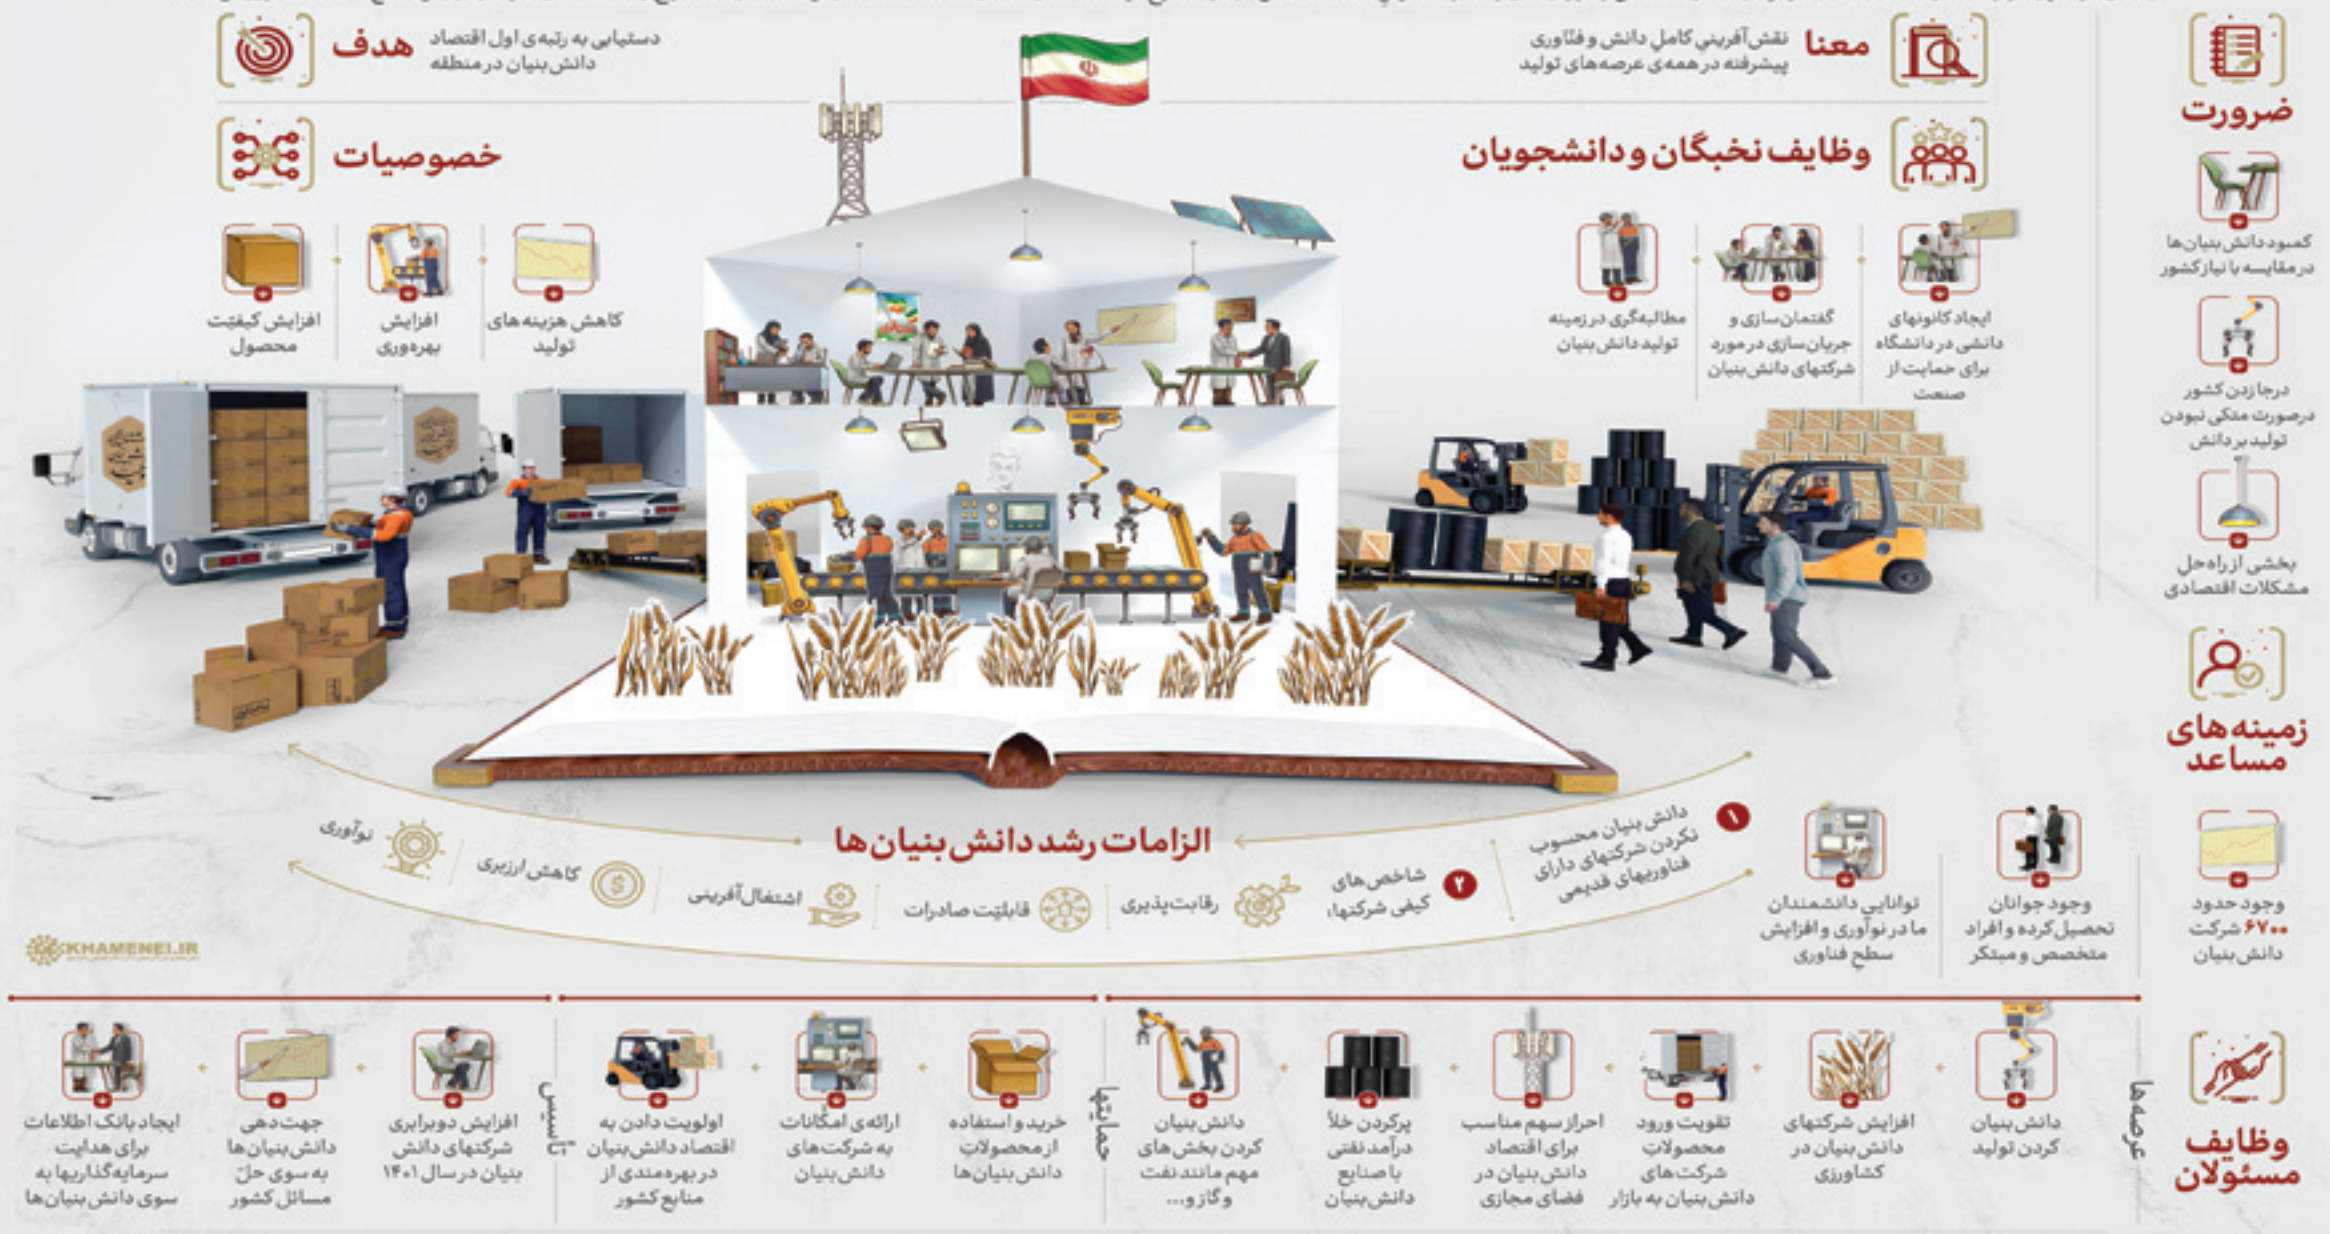 ضرورت
کمبود دانش‌بنیان‌ها
در مقایسه با نیاز کشور
درجا زدن کشور
درصورت متکی نبودن
تولید بر دانش
بخشی از راه‌حل
مشکلات اقتصادی
معنا
نقش‌آفرینی کامل دانش و فنّاوری
پیشرفته در همه‌ی عرصه‌های تولید
هدف
دستیابی به رتبه‌ی اول اقتصاد
دانش‌بنیان در منطقه
وظایف نخبگان و دانشجویان
ایجاد کانونهای
دانشی در دانشگاه
برای حمایت از
صنعت
گفتمان‌سازی و
جریان‌سازی در مورد
شرکتهای دانش‌بنیان
مطالبه‌گری در زمینه
تولید دانش‌بنیان
خصوصیات
کاهش هزینه های
تولید
افزایش
بهره‌وری
افزایش کیفیّت
محصول
زمینه‌های
مساعد
وجود حدود
۶۷۰۰ شرکت
دانش‌بنیان
وجود جوانان
تحصیل‌کرده و افراد
متخصص و مبتکر
توانایی دانشمندان
ما در نوآوری و افزایش
سطح فناوری
الزامات رشد دانش‌بنیان‌ها
۱
دانش‌بنیان محسوب
نکردن شرکتهای دارای
فناوریهای قدیمی
۲
شاخص‌های
کیفی شرکتها:
رقابت‌پذیری
قابلیّت صادرات
اشتغال‌آفرینی
کاهش ارزبری
نوآوری
KHAMENEI.IR
وظایف
مسئولان
عرصه‌ها
دانش‌بنیان
کردن تولید
افزایش شرکتهای
دانش‌بنیان در
کشاورزی
تقویت ورود
محصولات
شرکت‌های
دانش‌بنیان به بازار
احراز سهم مناسب
برای اقتصاد
دانش‌بنیان در
فضای مجازی
پرکردن خلأ
درآمد نفتی
با صنایع
دانش‌بنیان
دانش‌بنیان
کردن بخش‌های
مهم مانند نفت
و گاز و...
حمایتها
خرید و استفاده
از محصولات
دانش‌بنیان‌ها
ارائه‌ی امکانات
به شرکت‌های
دانش‌بنیان
اولویت دادن به
اقتصاد دانش‌بنیان
در بهره‌مندی از
منابع کشور
تأسیس
افزایش دوبرابری
شرکتهای دانش
بنیان در سال ۱۴۰۱
جهت‌دهی
دانش‌بنیان‌ها
به سوی حلّ
مسائل کشور
ایجاد بانک اطلاعات
برای هدایت
سرمایه‌گذاریها به
سوی دانش‌بنیان‌ها